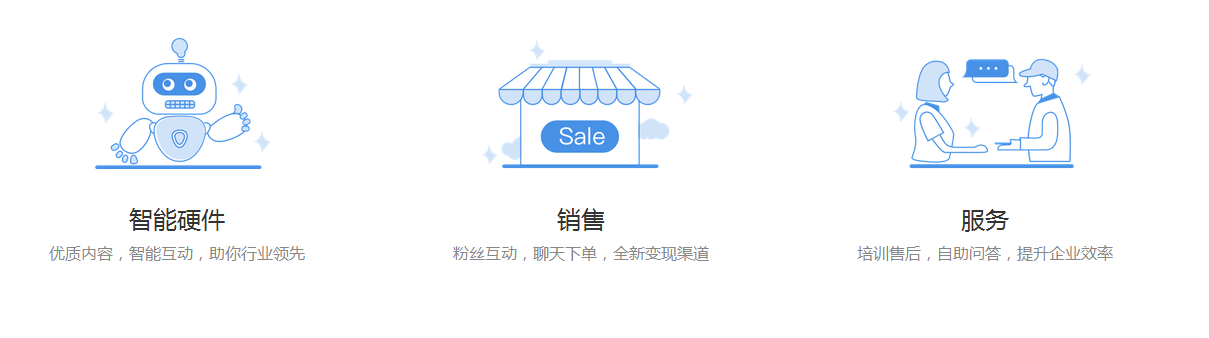 Sale
智能硬件
销售
服务
优质内容，智能互动，助你行业领先
粉丝互动，聊天下单，全新变现渠道
培训售后，自助问答，提升企业效率